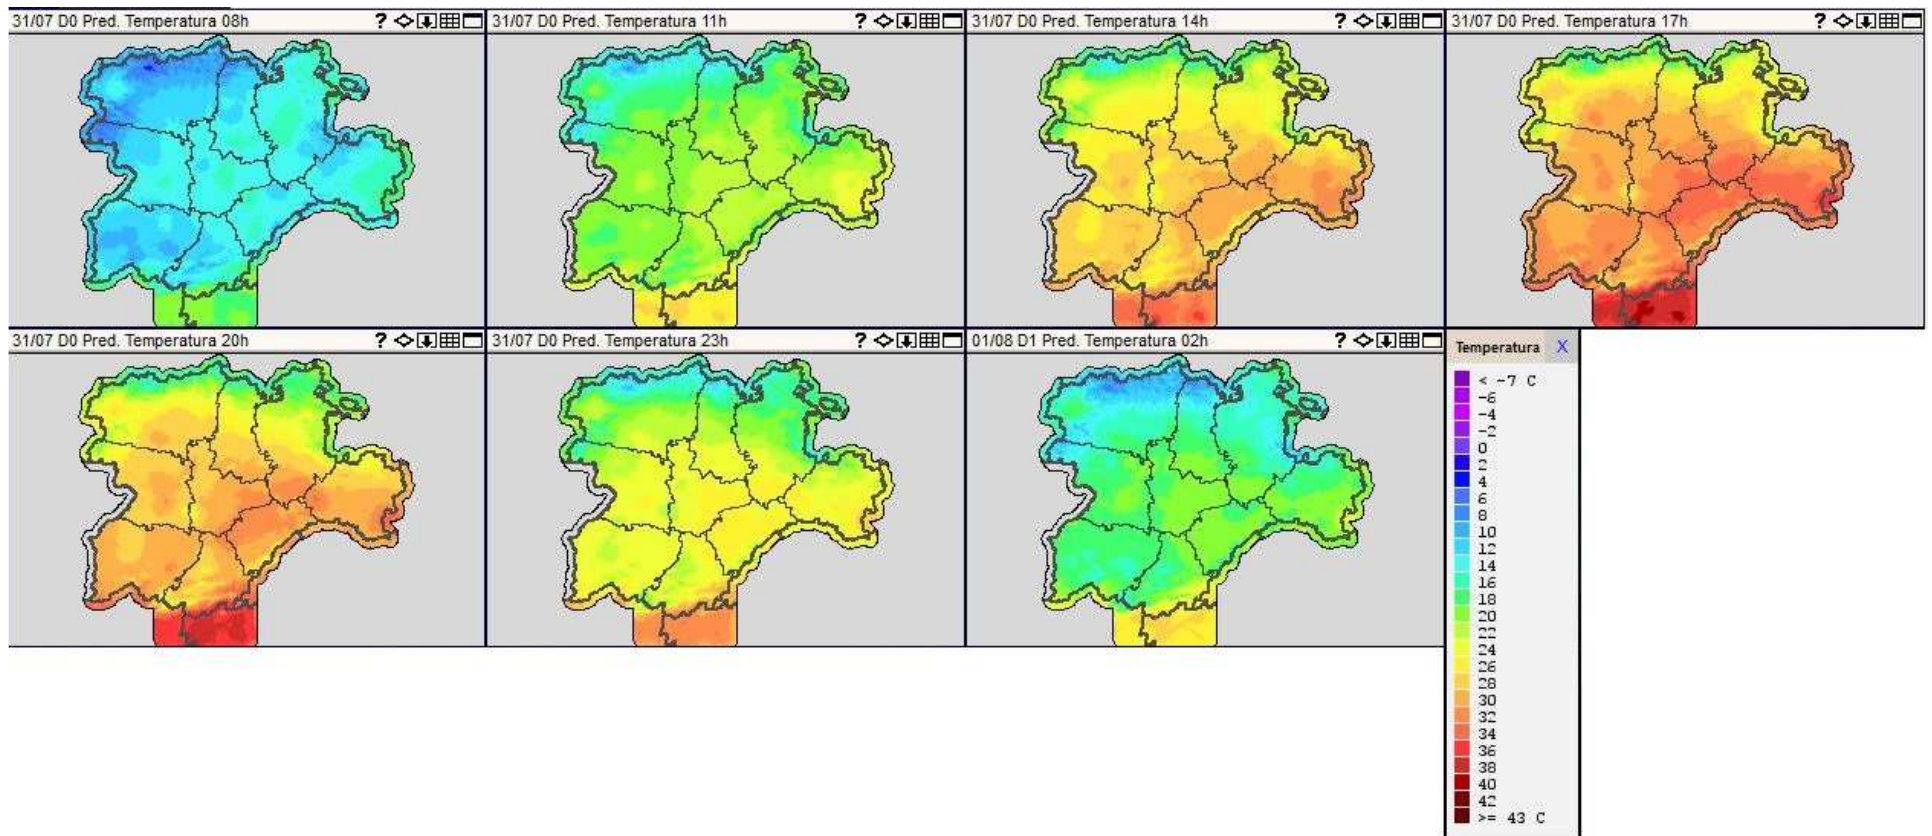 31/07 D0 Pred. Temperatura 08h ?
31/07 D0 Pred. Temperatura 11h ?
31/07 D0 Pred. Temperatura 14h ?
31/07 D0 Pred. Temperatura 17h ?
31/07 D0 Pred. Temperatura 20h ?
31/07 D0 Pred. Temperatura 23h ?
01/08 D1 Pred. Temperatura 02h ?
Temperatura X
< -7 C
-6
-4
-2
0
2
4
6
8
10
12
14
16
18
20
22
24
26
28
30
32
34
36
38
40
42
>= 43 C